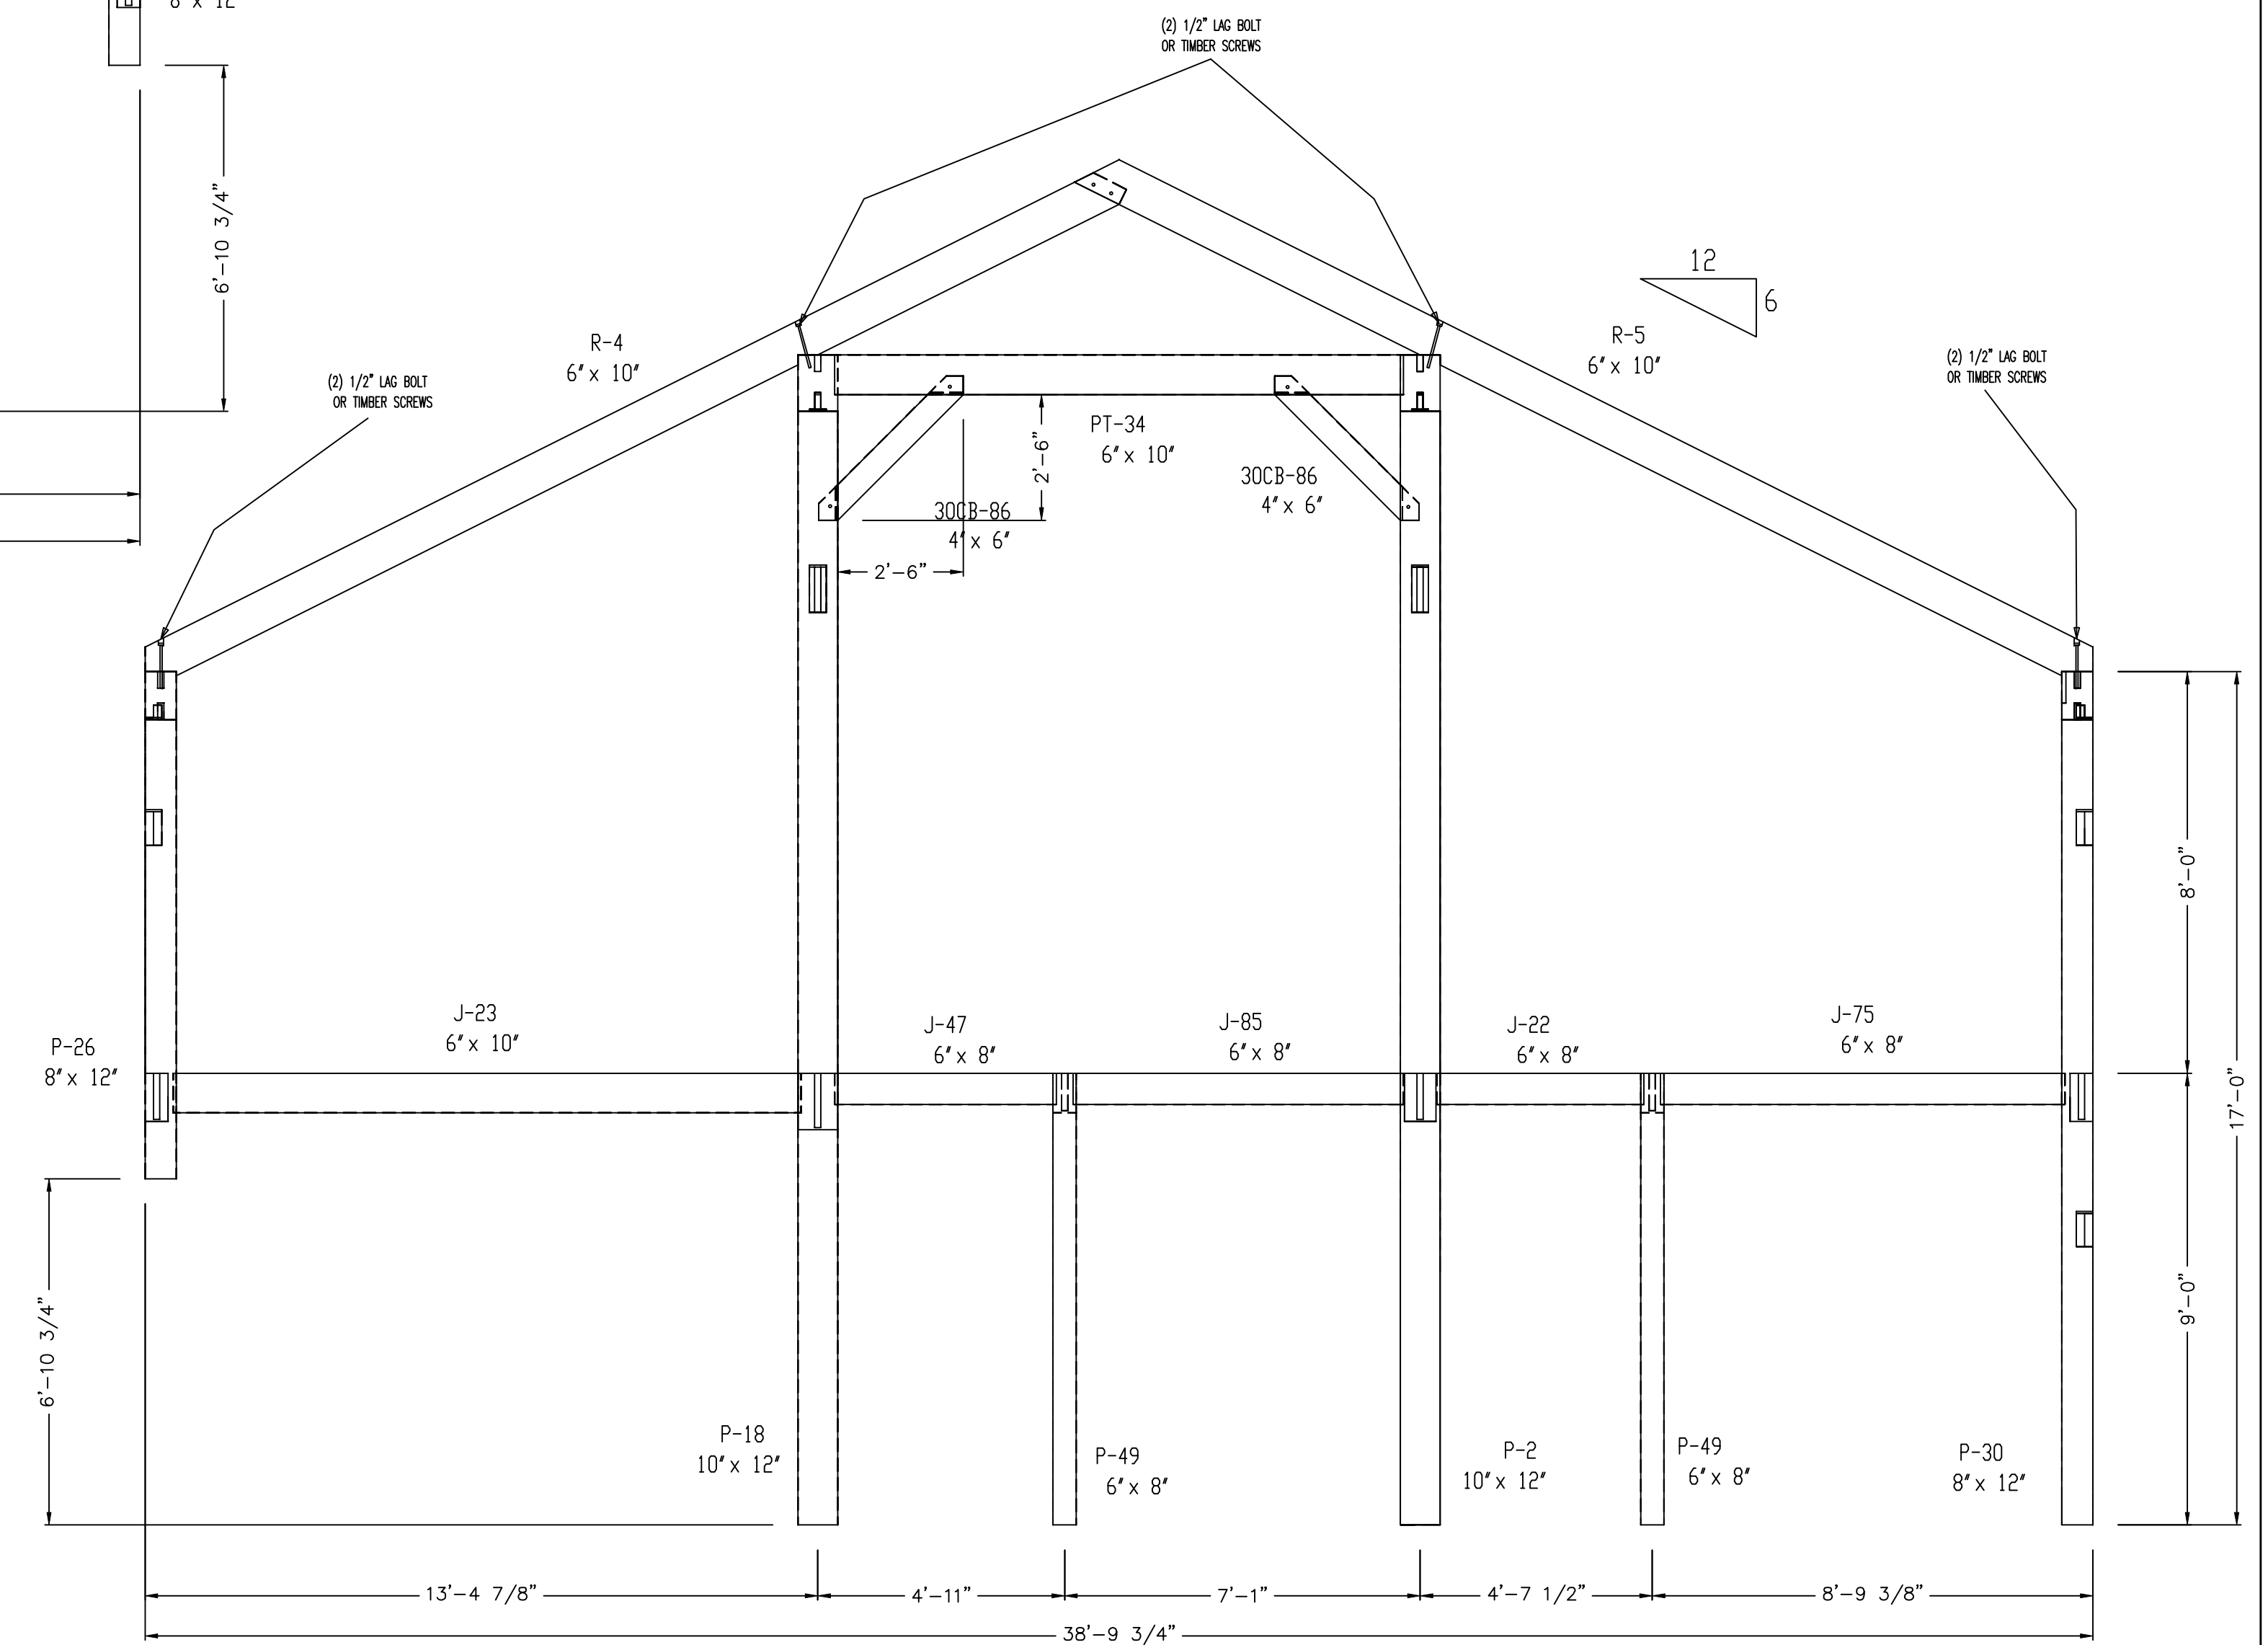 6'-10 3/4"
(2) 1/2" LAG BOLT
OR TIMBER SCREWS
12
6
R-4
6" x 10"
R-5
6" x 10"
(2) 1/2" LAG BOLT
OR TIMBER SCREWS
(2) 1/2" LAG BOLT
OR TIMBER SCREWS
PT-34
6" x 10"
2'-6"
30CB-86
4" x 6"
30CB-86
4" x 6"
2'-6"
8'-0"
J-23
6" x 10"
J-47
6" x 8"
J-85
6" x 8"
J-22
6" x 8"
J-75
6" x 8"
P-26
8" x 12"
17'-0"
9'-0"
6'-10 3/4"
P-18
10" x 12"
P-49
6" x 8"
P-2
10" x 12"
P-49
6" x 8"
P-30
8" x 12"
13'-4 7/8"
4'-11"
7'-1"
4'-7 1/2"
8'-9 3/8"
38'-9 3/4"